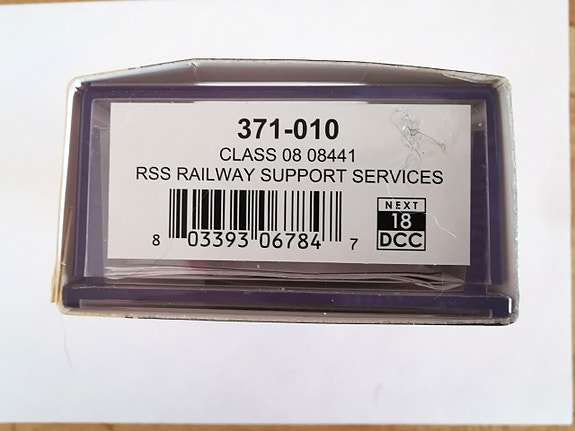 371-010
CLASS 08 08441
RSS RAILWAY SUPPORT SERVICES
8 03393 06784 7
NEXT
18
DCC